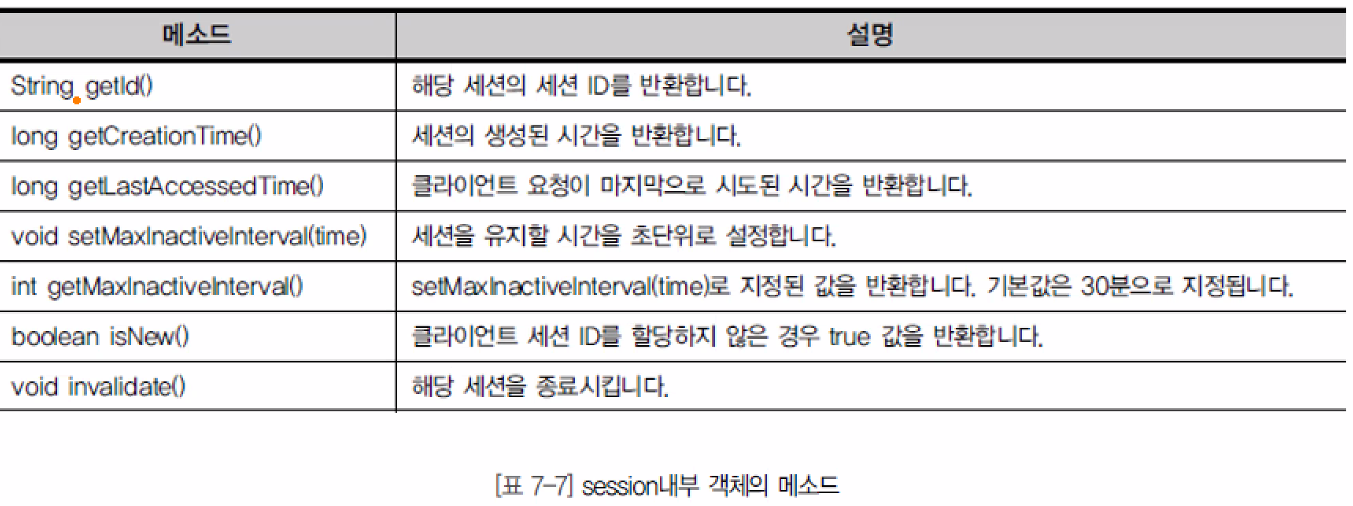 메소드 설명
String getId() 해당 세션의 세션 ID를 반환합니다.
long getCreationTime() 세션의 생성된 시간을 반환합니다.
long getLastAccessedTime() 클라이언트 요청이 마지막으로 시도된 시간을 반환합니다.
void setMaxInactiveInterval(time) 세션을 유지할 시간을 초단위로 설정합니다.
int getMaxInactiveInterval() setMaxInactiveInterval(time)로 지정된 값을 반환합니다. 기본값은 30분으로 지정됩니다.
boolean isNew() 클라이언트 세션 ID를 할당하지 않은 경우 true 값을 반환합니다.
void invalidate() 해당 세션을 종료시킵니다.
[표 7-7] session내부 객체의 메소드